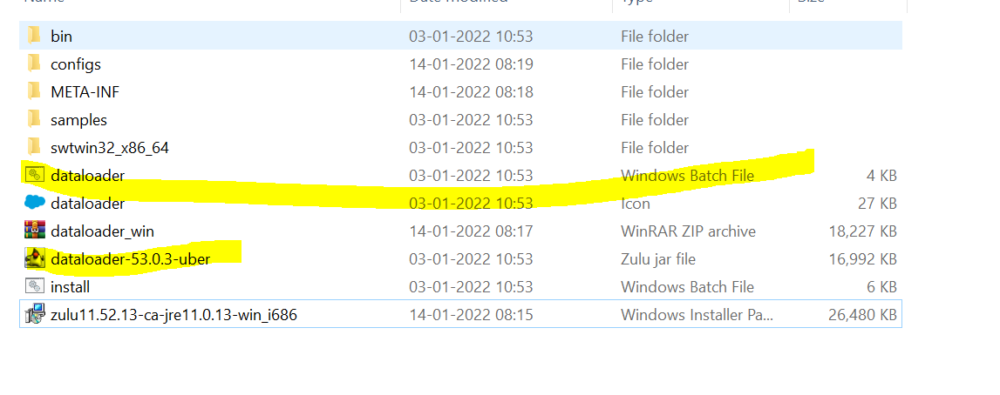 Name Date modified Type Size
bin 03-01-2022 10:53 File folder
configs 14-01-2022 08:19 File folder
META-INF 14-01-2022 08:18 File folder
samples 03-01-2022 10:53 File folder
swtwin32_x86_64 03-01-2022 10:53 File folder
dataloader 03-01-2022 10:53 Windows Batch File 4 KB
dataloader 03-01-2022 10:53 Icon 27 KB
dataloader_win 14-01-2022 08:17 WinRAR ZIP archive 18,227 KB
dataloader-53.0.3-uber 03-01-2022 10:53 Zulu jar file 16,992 KB
install 03-01-2022 10:53 Windows Batch File 6 KB
zulu11.52.13-ca-jre11.0.13-win_i686 14-01-2022 08:15 Windows Installer Pa... 26,480 KB